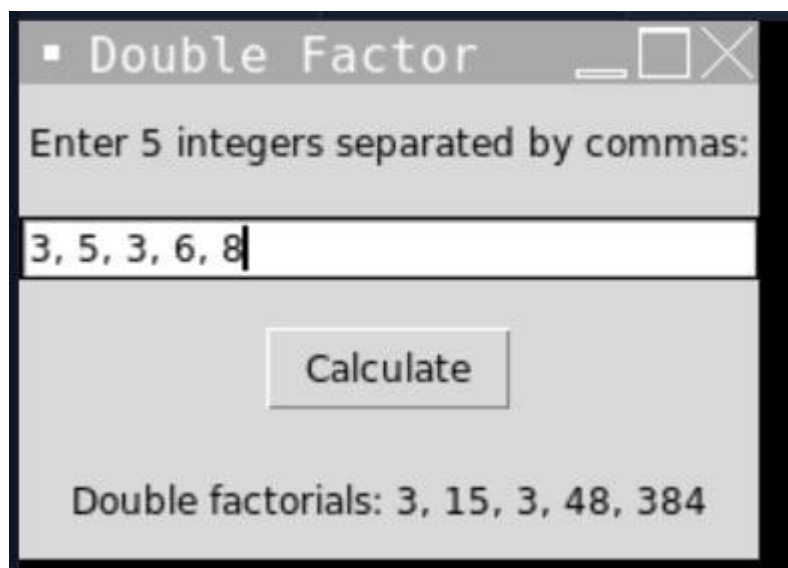 Double Factor
Enter 5 integers separated by commas:
3, 5, 3, 6, 8
Calculate
Double factorials: 3, 15, 3, 48, 384